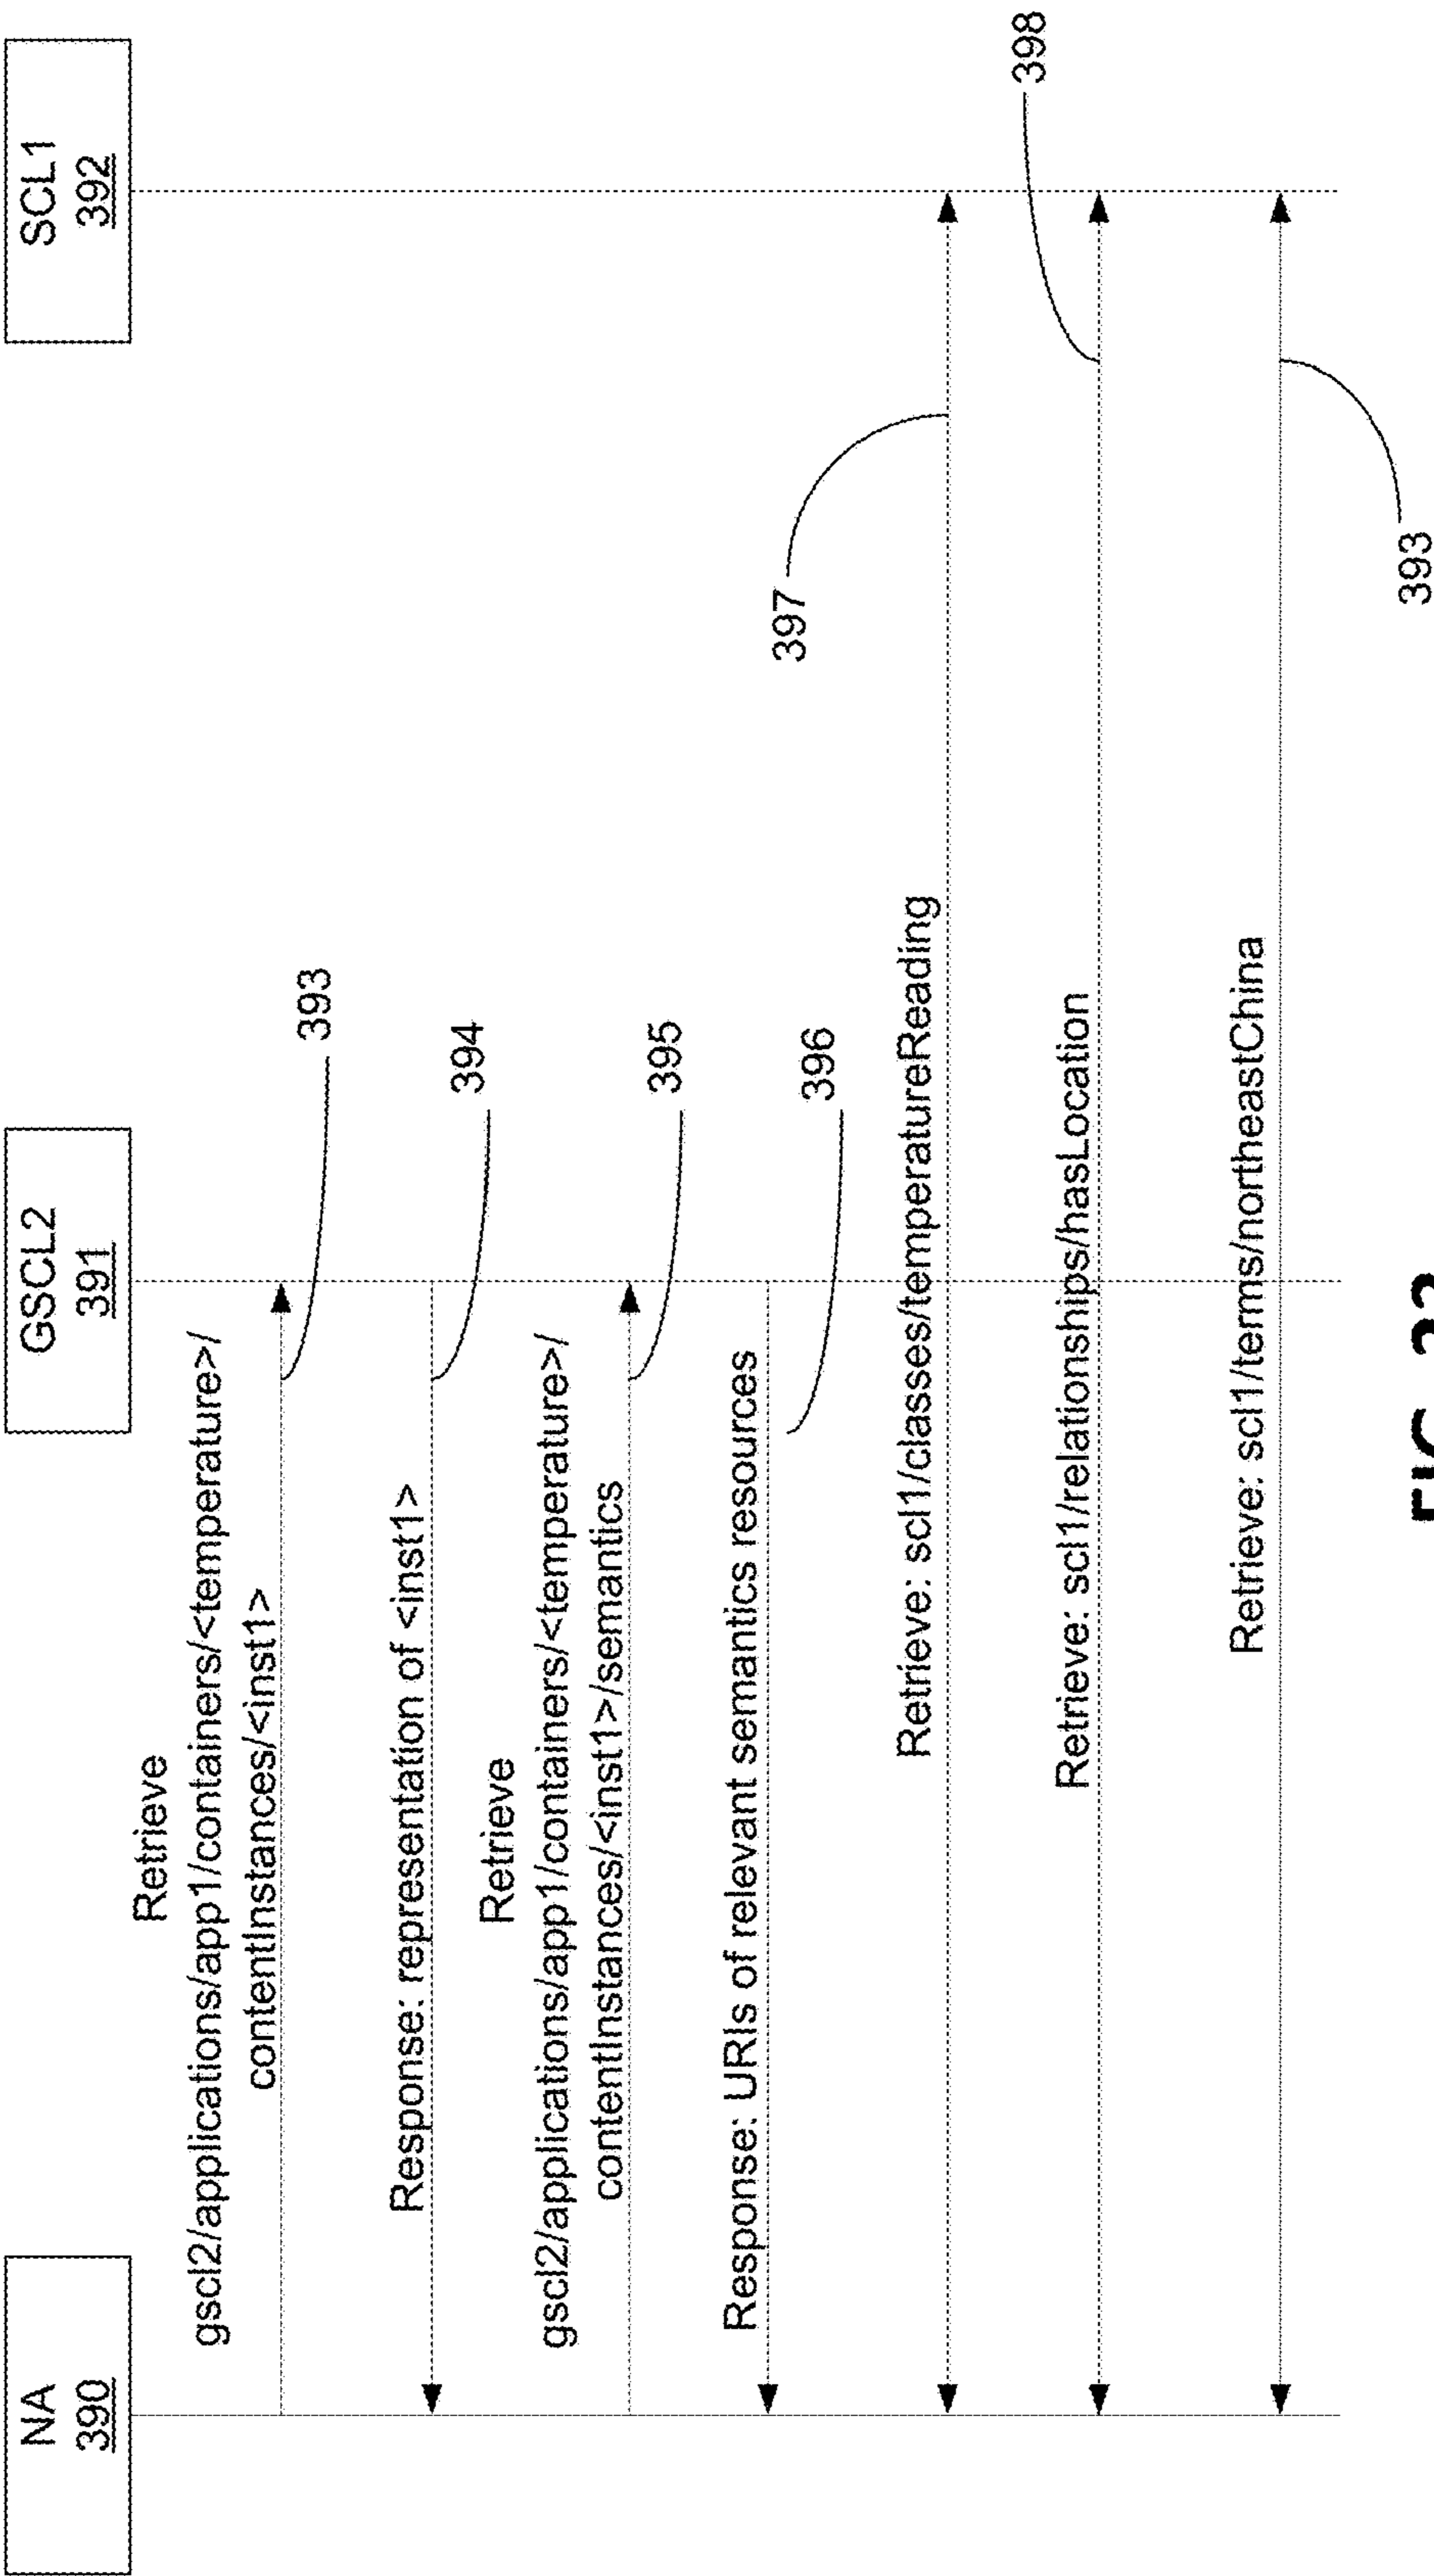 NA
390
GSCL2
391
SCL1
392
Retrieve
gscl2/applications/app1/containers/<temperature>/
contentInstances/<inst1>
393
Response: representation of <inst1>
394
Retrieve
gscl2/applications/app1/containers/<temperature>/
contentInstances/<inst1>/semantics
395
Response: URIs of relevant semantics resources
396
397
Retrieve: scl1/classes/temperatureReading
398
Retrieve: scl1/relationships/hasLocation
Retrieve: scl1/terms/northeastChina
393